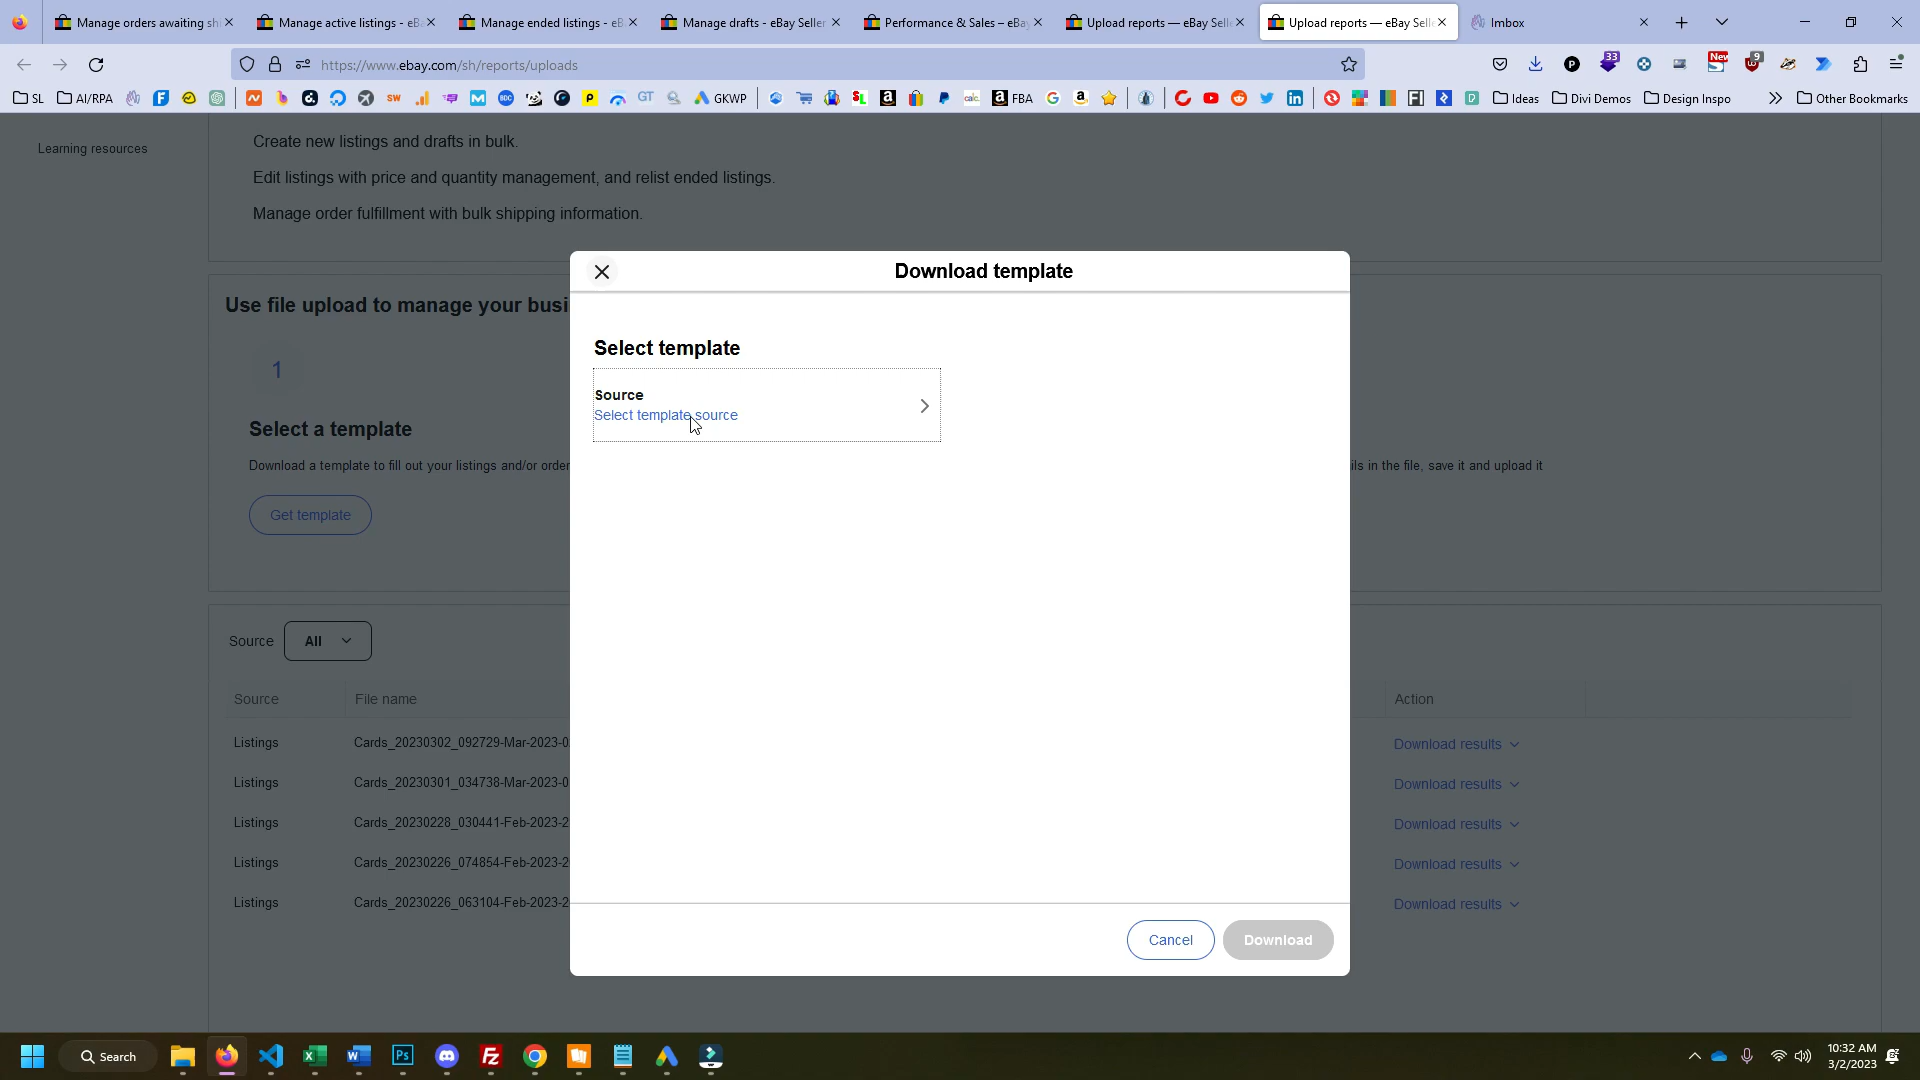 Manage orders awaiting sh
Manage active listings - eBa
Manage ended listings - eB
Manage drafts - eBay Seller
Performance & Sales – eBay
Upload reports — eBay Selle
Upload reports — eBay Selle
Imbox
https://www.ebay.com/sh/reports/uploads
33
New
9
SL
AI/RPA
SW
GT
GKWP
calc.
FBA
Ideas
Divi Demos
Design Inspo
Other Bookmarks
Learning resources
Create new listings and drafts in bulk.
Edit listings with price and quantity management, and relist ended listings.
Manage order fulfillment with bulk shipping information.
Use file upload to manage your busi
1
Select a template
Download a template to fill out your listings and/or order
ils in the file, save it and upload it
Get template
Download template
Select template
Source
Select template source
Cancel
Download
Source
All
Source
File name
Action
Listings
Cards_20230302_092729-Mar-2023-0
Download results
Listings
Cards_20230301_034738-Mar-2023-0
Download results
Listings
Cards_20230228_030441-Feb-2023-2
Download results
Listings
Cards_20230226_074854-Feb-2023-2
Download results
Listings
Cards_20230226_063104-Feb-2023-2
Download results
Search
10:32 AM
3/2/2023